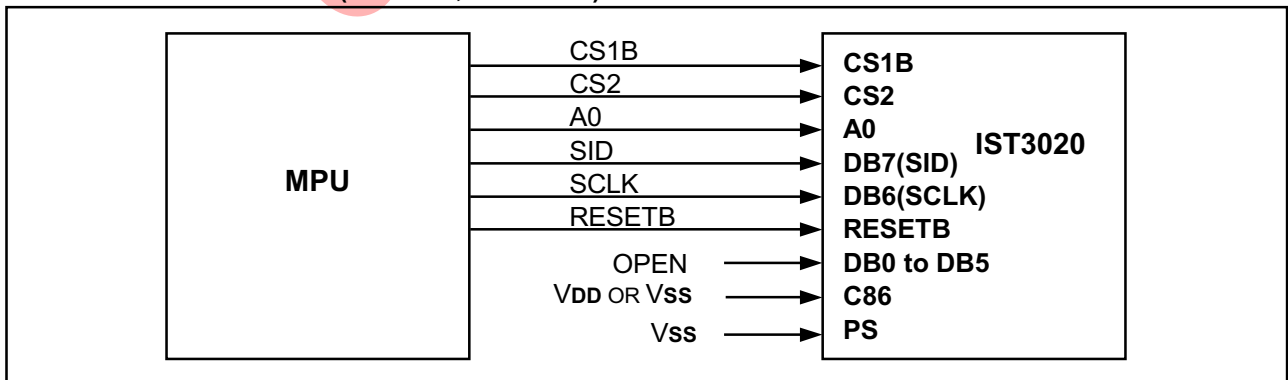 CS1B
CS2
A0
SID
SCLK
RESETB
MPU
OPEN
VDD OR VSS
Vss
CS1B
CS2
A0
DB7(SID)
DB6(SCLK)
RESETB
DB0 to DB5
C86
PS
IST3020